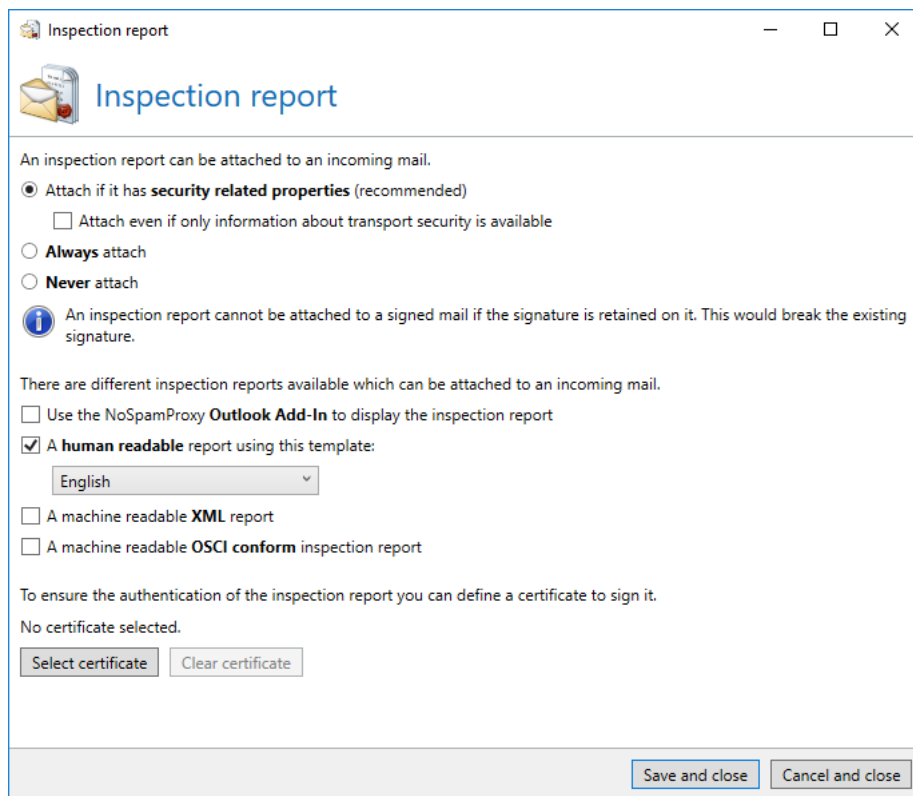 Inspection report
Inspection report
An inspection report can be attached to an incoming mail.
Attach if it has security related properties (recommended)
Attach even if only information about transport security is available
Always attach
Never attach
An inspection report cannot be attached to a signed mail if the signature is retained on it. This would break the existing
signature.
There are different inspection reports available which can be attached to an incoming mail.
Use the NoSpamProxy Outlook Add-In to display the inspection report
A human readable report using this template:
English
A machine readable XML report
A machine readable OSCI conform inspection report
To ensure the authentication of the inspection report you can define a certificate to sign it.
No certificate selected.
Select certificate Clear certificate
Save and close Cancel and close